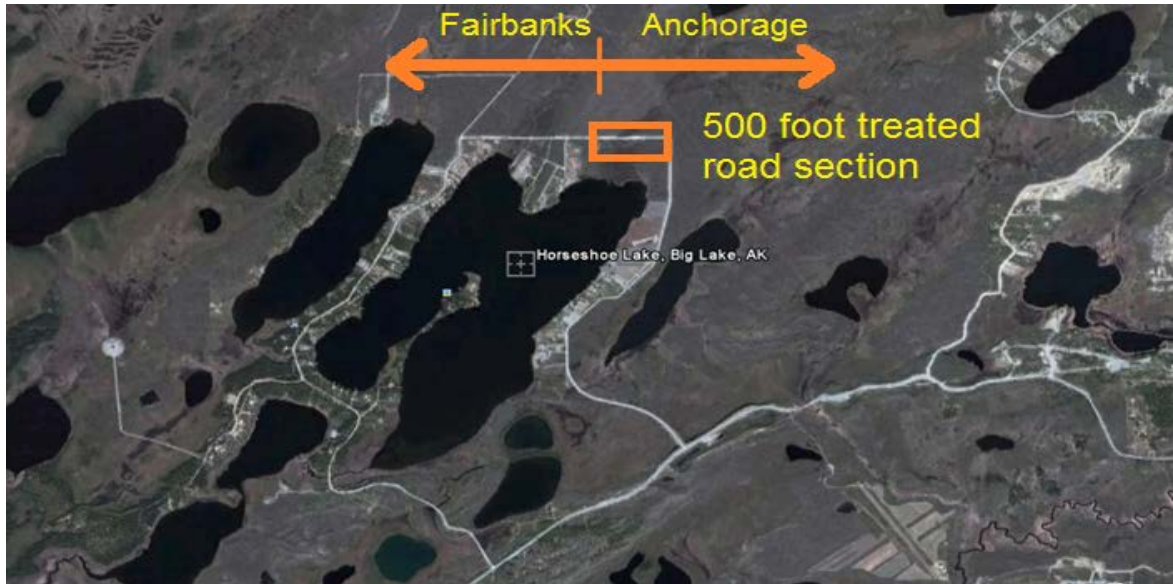 Fairbanks Anchorage
500 foot treated
road section
Horseshoe Lake, Big Lake, AK